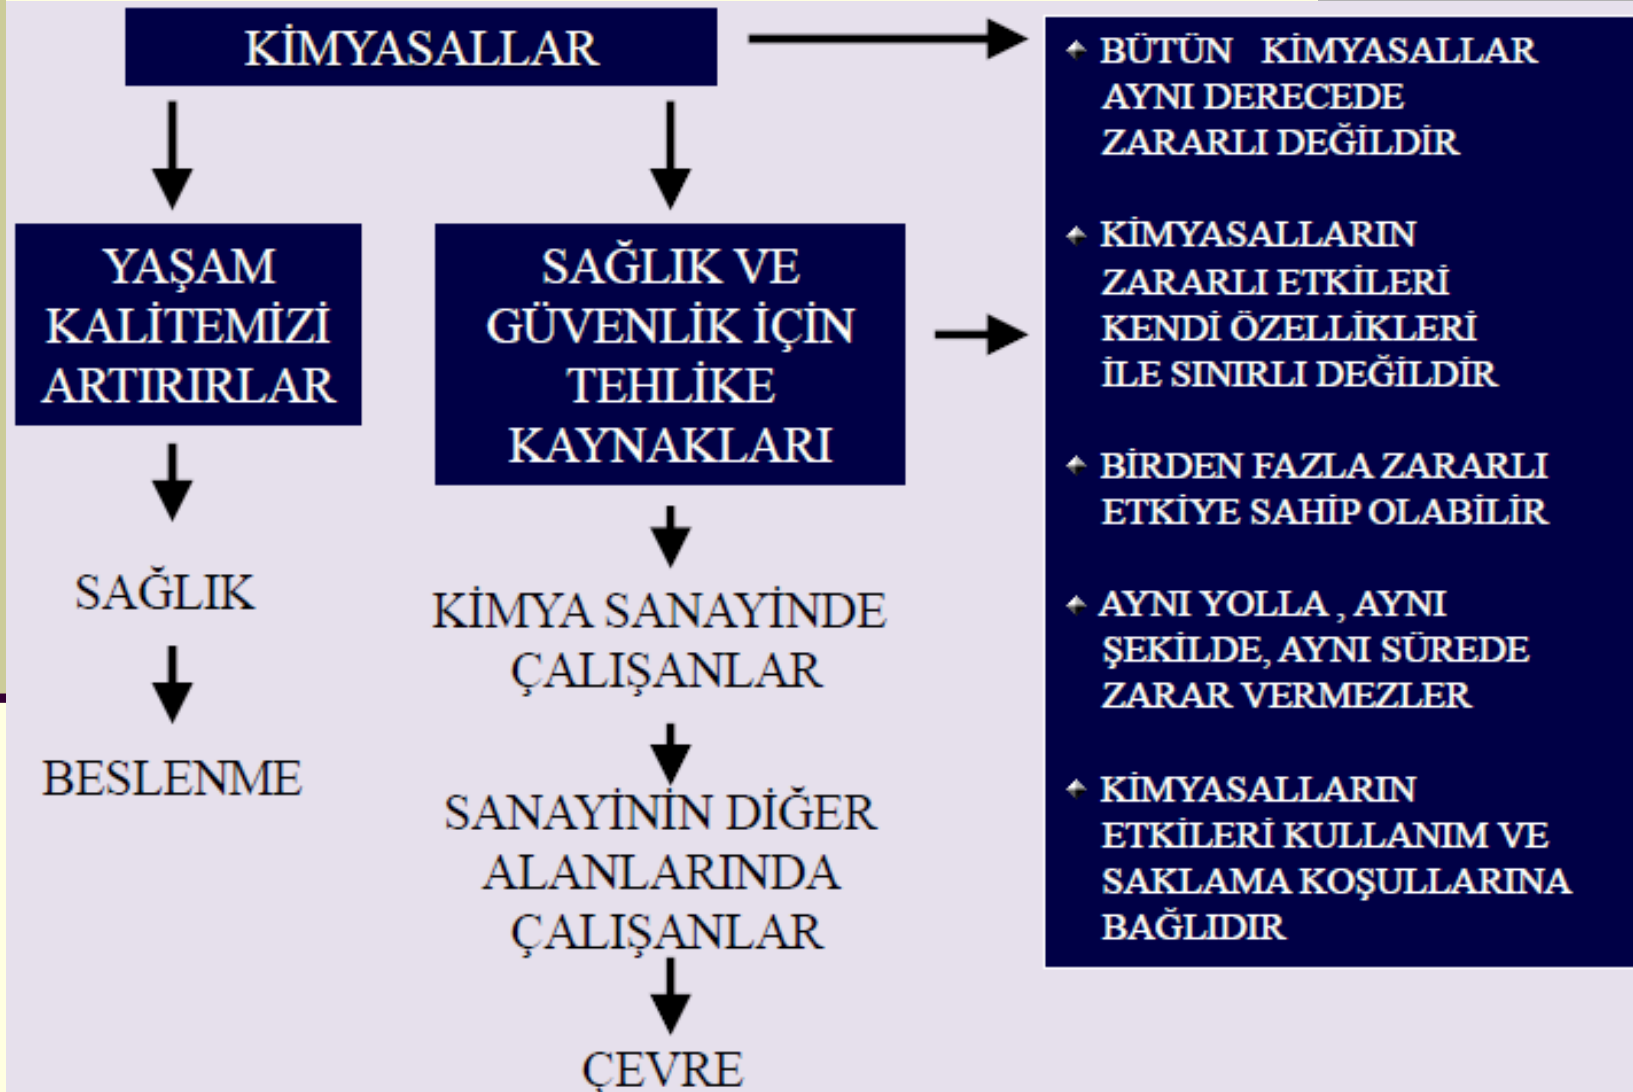 KİMYASALLAR
YAŞAM
KALİTEMİZİ
ARTIRIRLAR
SAĞLIK
BESLENME
SAĞLIK VE
GÜVENLİK İÇİN
TEHLİKE
KAYNAKLARI
KİMYA SANAYİNDE
ÇALIŞANLAR
SANAYİNİN DİĞER
ALANLARINDA
ÇALIŞANLAR
ÇEVRE
BÜTÜN KİMYASALLAR
AYNI DERECEDE
ZARARLI DEĞİLDİR
KİMYASALLARIN
ZARARLI ETKİLERİ
KENDİ ÖZELLİKLERİ
İLE SINIRLI DEĞİLDİR
BİRDEN FAZLA ZARARLI
ETKİYE SAHİP OLABİLİR
AYNI YOLLA , AYNI
ŞEKİLDE, AYNI SÜREDE
ZARAR VERMEZLER
KİMYASALLARIN
ETKİLERİ KULLANIM VE
SAKLAMA KOŞULLARINA
BAĞLIDIR